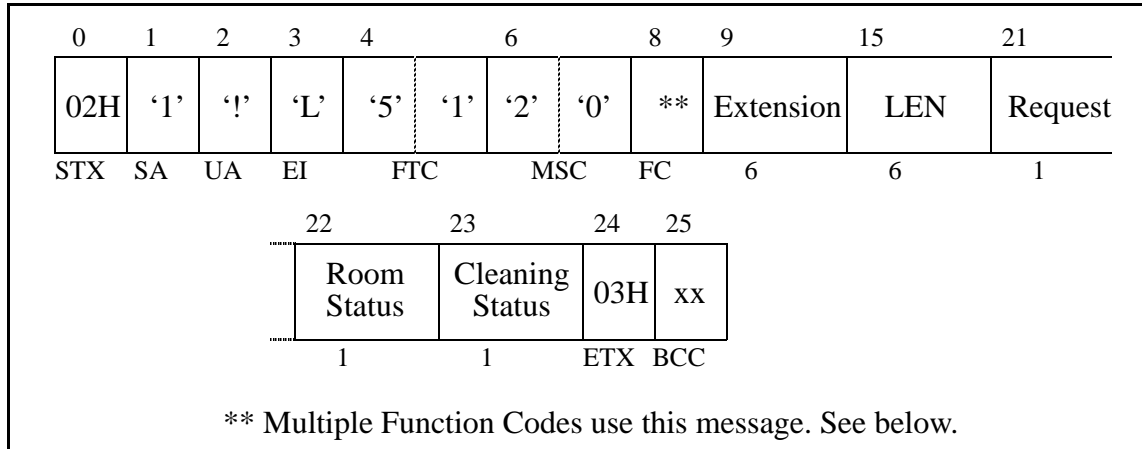 0 1 2 3 4 6 8 9 15 21
02H ‘1’ ‘!’ ‘L’ ‘5’ ‘1’ ‘2’ ‘0’ ** Extension LEN Request
STX SA UA EI FTC MSC FC 6 6 1
22 23 24 25
Room Status Cleaning Status 03H xx
1 1 ETX BCC
** Multiple Function Codes use this message. See below.